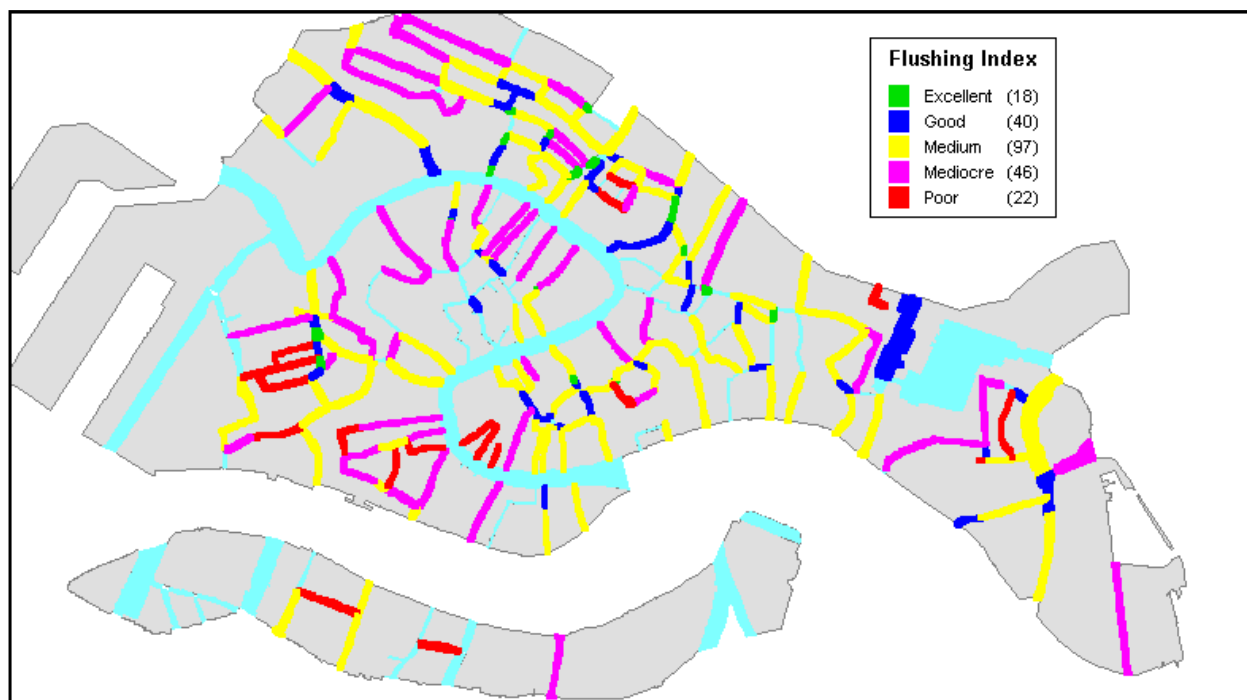 Flushing Index
Excellent (18)
Good (40)
Medium (97)
Mediocre (46)
Poor (22)